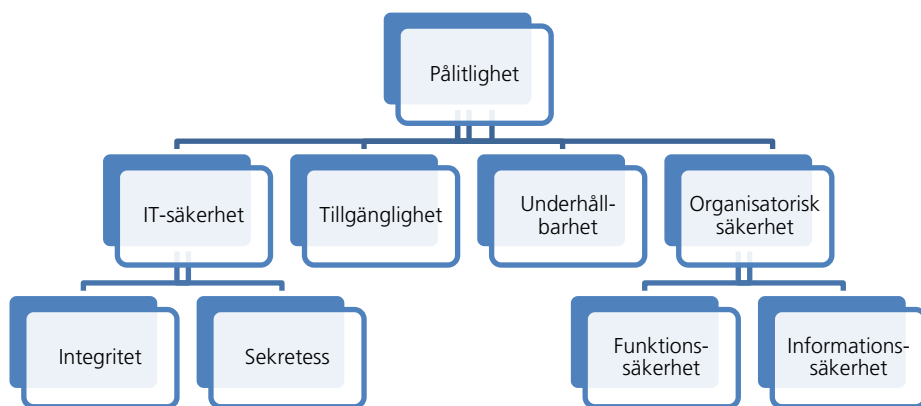 Pålitlighet
IT-säkerhet
Tillgänglighet
Underhåll-
barhet
Organisatorisk
säkerhet
Integritet
Sekretess
Funktions-
säkerhet
Informations-
säkerhet